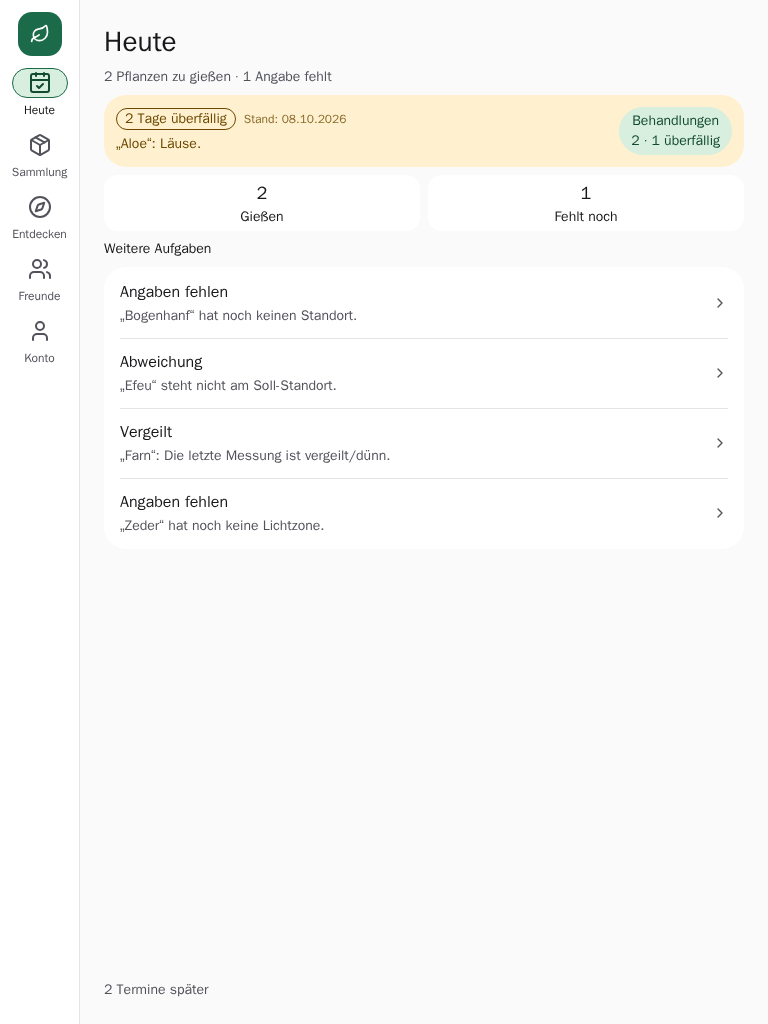 Heute
Sammlung
Entdecken
Freunde
Konto
Heute
2 Pflanzen zu gießen · 1 Angabe fehlt
2 Tage überfällig Stand: 08.10.2026
„Aloe“: Läuse.
Behandlungen
2 · 1 überfällig
2
Gießen
1
Fehlt noch
Weitere Aufgaben
Angaben fehlen
„Bogenhanf“ hat noch keinen Standort.
Abweichung
„Efeu“ steht nicht am Soll-Standort.
Vergeilt
„Farn“: Die letzte Messung ist vergeilt/dünn.
Angaben fehlen
„Zeder“ hat noch keine Lichtzone.
2 Termine später